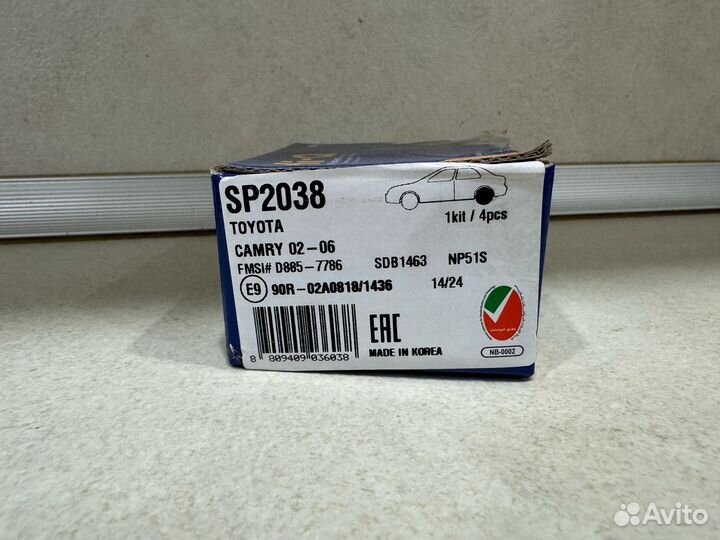 SP2038
1kit / 4pcs
TOYOTA
CAMRY 02-06
FMSI# D885-7786 SDB1463 NP51S
E9 90R-02A0818/1436 14/24
EAC
MADE IN KOREA
8 809409 036038
NB-0002
Avito